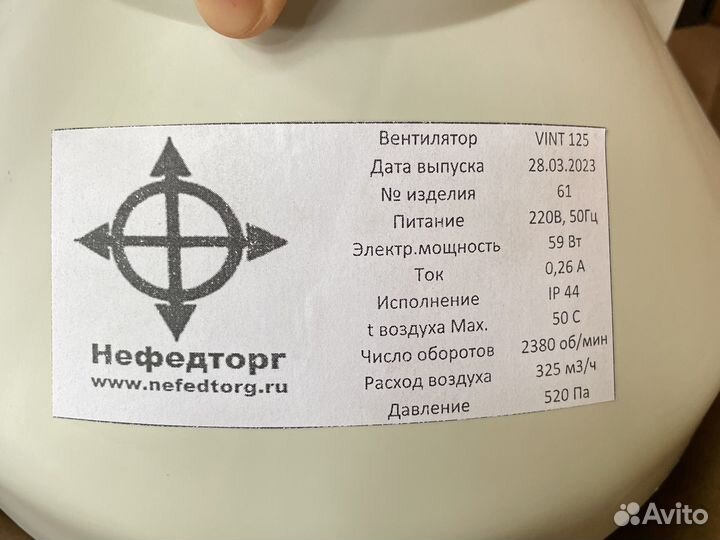 Вентилятор VINT 125
Дата выпуска 28.03.2023
№ изделия 61
Питание 220В, 50Гц
Электр.мощность 59 Вт
Ток 0,26 А
Исполнение IP 44
t воздуха Max. 50 С
Число оборотов 2380 об/мин
Расход воздуха 325 м3/ч
Давление 520 Па
Нефедторг
www.nefedtorg.ru
Avito